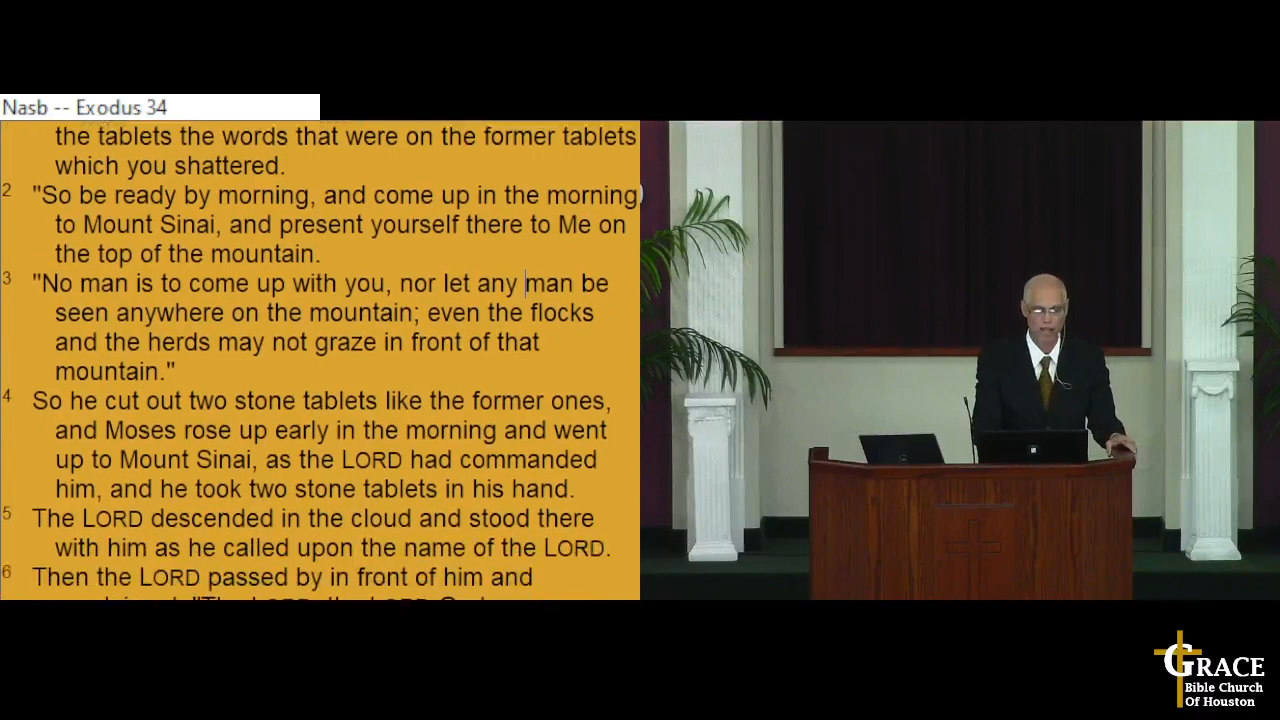 Nasb -- Exodus 34
the tablets the words that were on the former tablets
which you shattered.
2 "So be ready by morning, and come up in the morning
to Mount Sinai, and present yourself there to Me on
the top of the mountain.
3 "No man is to come up with you, nor let any man be
seen anywhere on the mountain; even the flocks
and the herds may not graze in front of that
mountain."
4 So he cut out two stone tablets like the former ones,
and Moses rose up early in the morning and went
up to Mount Sinai, as the LORD had commanded
him, and he took two stone tablets in his hand.
5 The LORD descended in the cloud and stood there
with him as he called upon the name of the LORD.
6 Then the LORD passed by in front of him and
GRACE
Bible Church
Of Houston